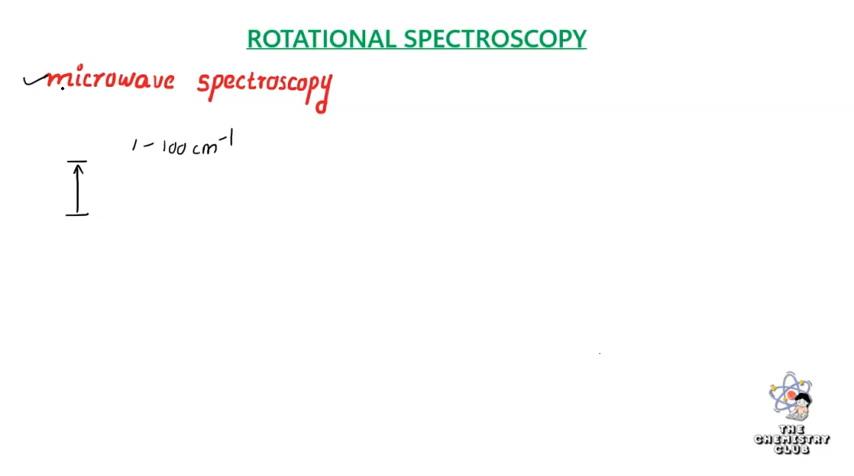 ROTATIONAL SPECTROSCOPY
microwave spectroscopy
1 - 100 cm⁻¹
THE
CHEMISTRY
CLUB